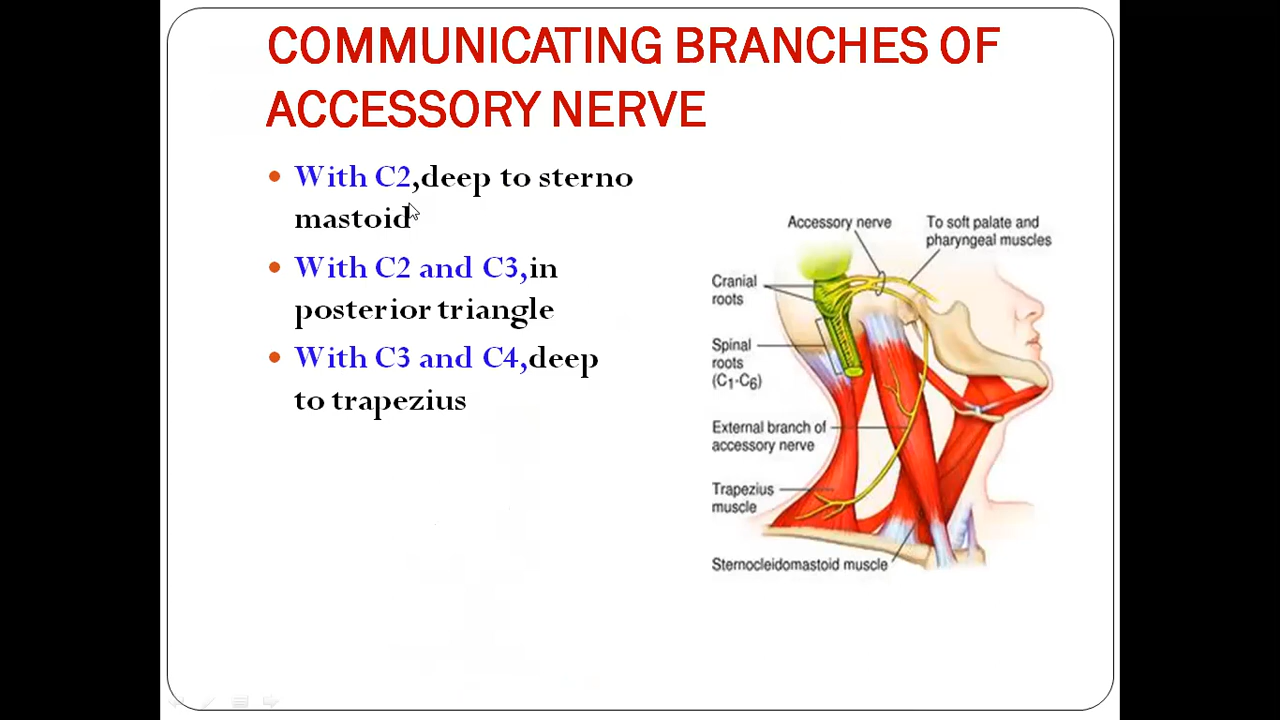 COMMUNICATING BRANCHES OF
ACCESSORY NERVE
With C2,deep to sterno
mastoid
With C2 and C3,in
posterior triangle
With C3 and C4,deep
to trapezius
Accessory nerve
To soft palate and
pharyngeal muscles
Cranial
roots
Spinal
roots
(C₁-C₆)
External branch of
accessory nerve
Trapezius
muscle
Sternocleidomastoid muscle